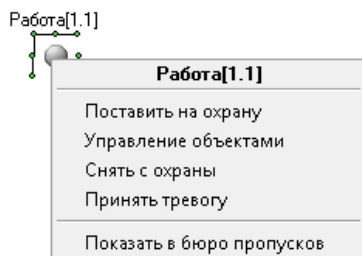 Работа[1.1]
Работа[1.1]
Поставить на охрану
Управление объектами
Снять с охраны
Принять тревогу
Показать в бюро пропусков